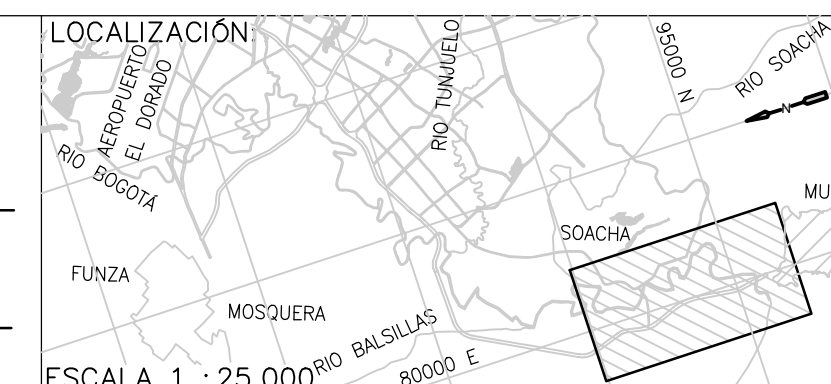 LOCALIZACIÓN:
AEROPUERTO
EL DORADO
RIO BOGOTÁ
RIO TUNJUELO
95000 N
RIO SOACHA
N
MU
SOACHA
FUNZA
MOSQUERA
RIO BALSILLAS
80000 E
ESCALA 1 : 25.000